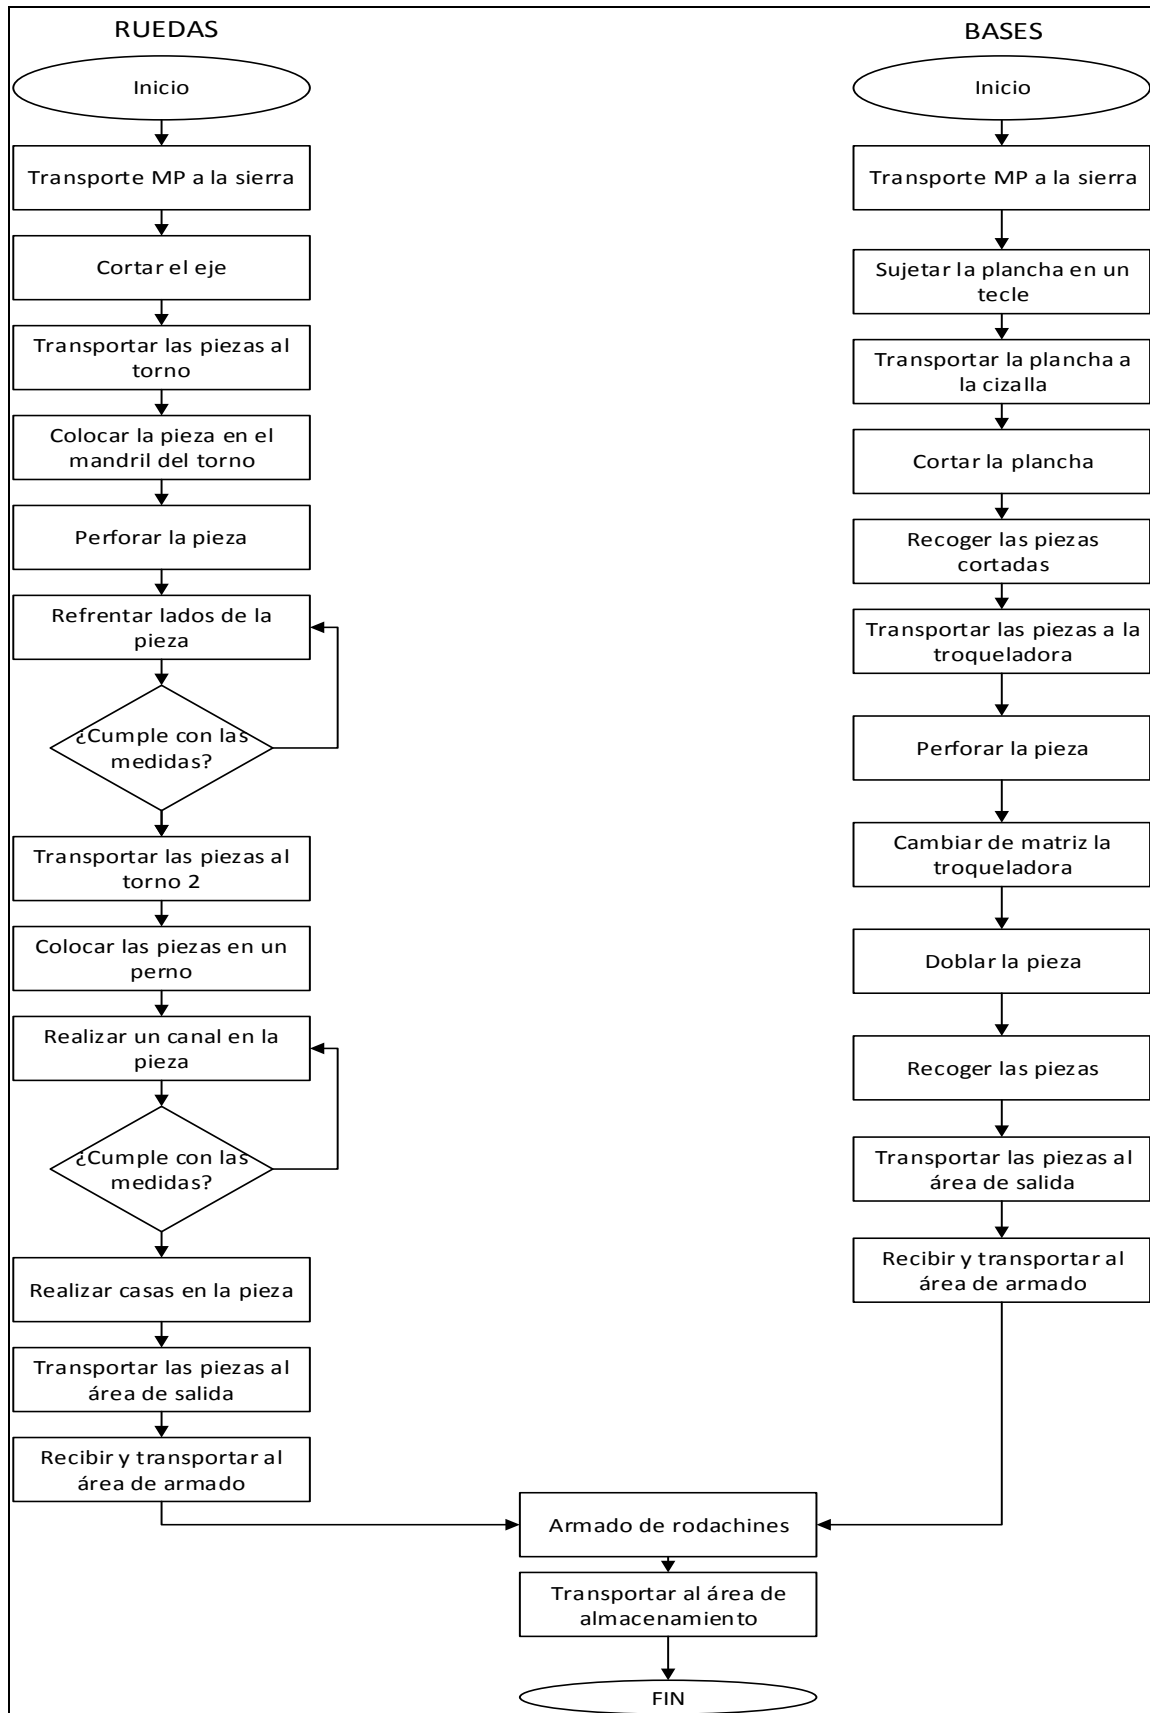 RUEDAS
Inicio
Transporte MP a la sierra
Cortar el eje
Transportar las piezas al
torno
Colocar la pieza en el
mandril del torno
Perforar la pieza
Refrentar lados de la
pieza
¿Cumple con las
medidas?
Transportar las piezas al
torno 2
Colocar las piezas en un
perno
Realizar un canal en la
pieza
¿Cumple con las
medidas?
Realizar casas en la pieza
Transportar las piezas al
área de salida
Recibir y transportar al
área de armado
BASES
Inicio
Transporte MP a la sierra
Sujetar la plancha en un
tecle
Transportar la plancha a
la cizalla
Cortar la plancha
Recoger las piezas
cortadas
Transportar las piezas a la
troqueladora
Perforar la pieza
Cambiar de matriz la
troqueladora
Doblar la pieza
Recoger las piezas
Transportar las piezas al
área de salida
Recibir y transportar al
área de armado
Armado de rodachines
Transportar al área de
almacenamiento
FIN